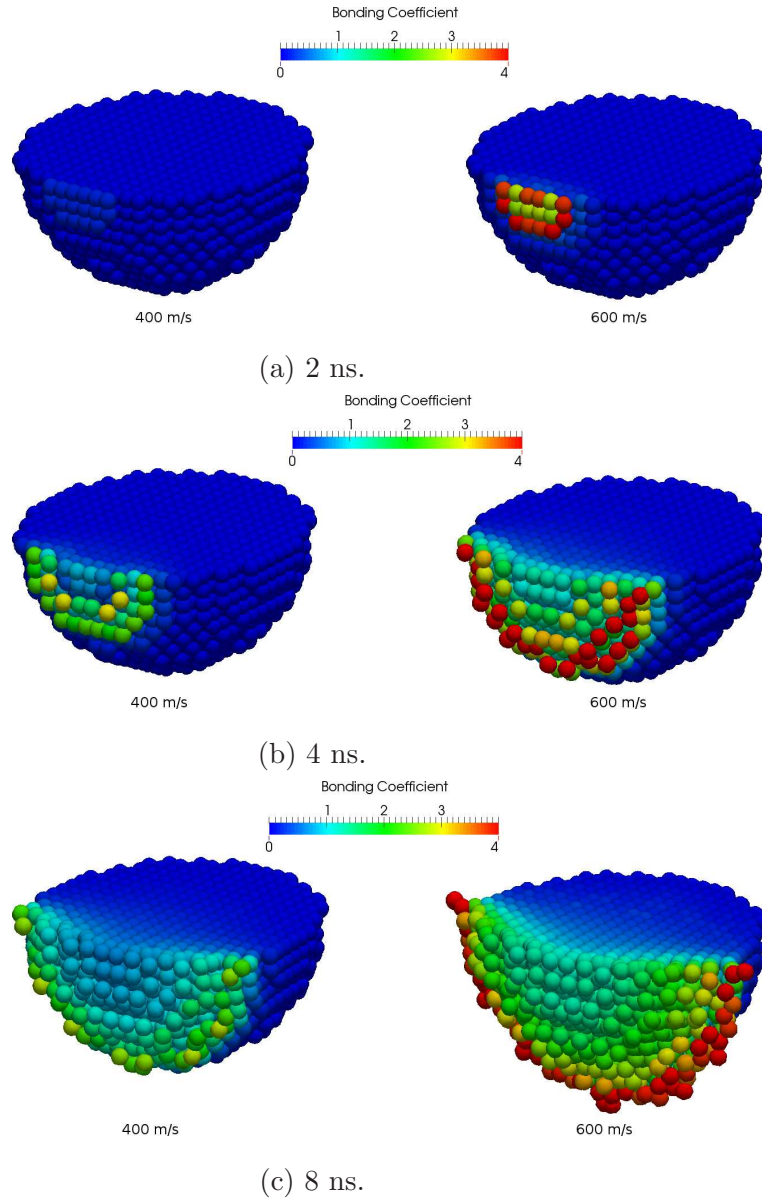 Bonding Coefficient
1 2 3
0 4
400 m/s 600 m/s
(a) 2 ns.
Bonding Coefficient
1 2 3
0 4
400 m/s 600 m/s
(b) 4 ns.
Bonding Coefficient
1 2 3
0 4
400 m/s 600 m/s
(c) 8 ns.